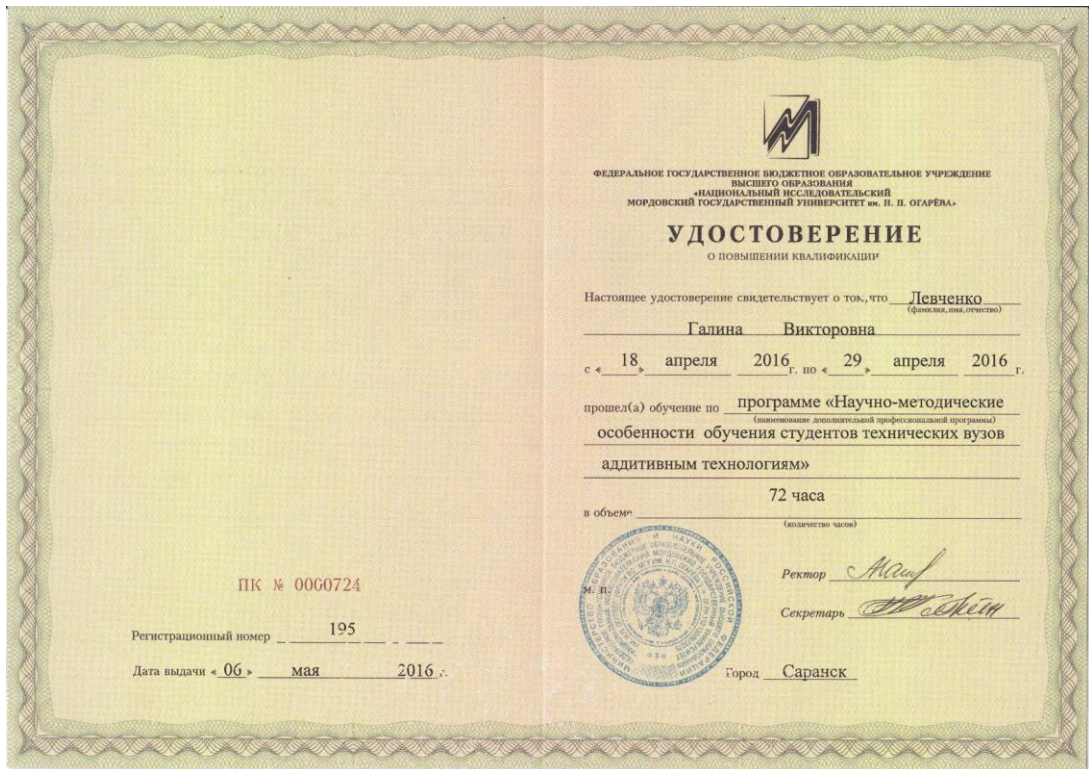 ПК № 0000724
Регистрационный номер 195
Дата выдачи « 06 » мая 2016 г.
ФЕДЕРАЛЬНОЕ ГОСУДАРСТВЕННОЕ БЮДЖЕТНОЕ ОБРАЗОВАТЕЛЬНОЕ УЧРЕЖДЕНИЕ
ВЫСШЕГО ОБРАЗОВАНИЯ
«НАЦИОНАЛЬНЫЙ ИССЛЕДОВАТЕЛЬСКИЙ
МОРДОВСКИЙ ГОСУДАРСТВЕННЫЙ УНИВЕРСИТЕТ им. Н. П. ОГАРЁВА»
УДОСТОВЕРЕНИЕ
О ПОВЫШЕНИИ КВАЛИФИКАЦИИ
Настоящее удостоверение свидетельствует о том, что Левченко
(фамилия, имя, отчество)
Галина Викторовна
с « 18 » апреля 2016 г. по « 29 » апреля 2016 г.
прошел(а) обучение по программе «Научно-методические
(наименование дополнительной профессиональной программы)
особенности обучения студентов технических вузов
аддитивным технологиям»
72 часа
в объеме
(количество часов)
М. П.
Ректор
Секретарь
Город Саранск